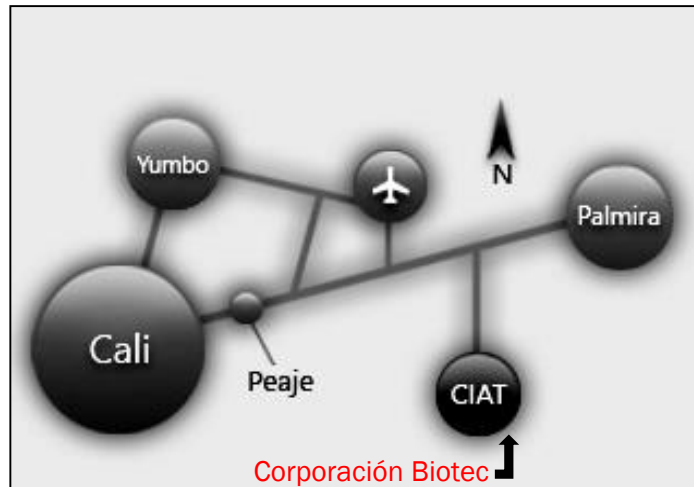 Yumbo
N
Palmira
Cali
Peaje
CIAT
Corporación Biotec